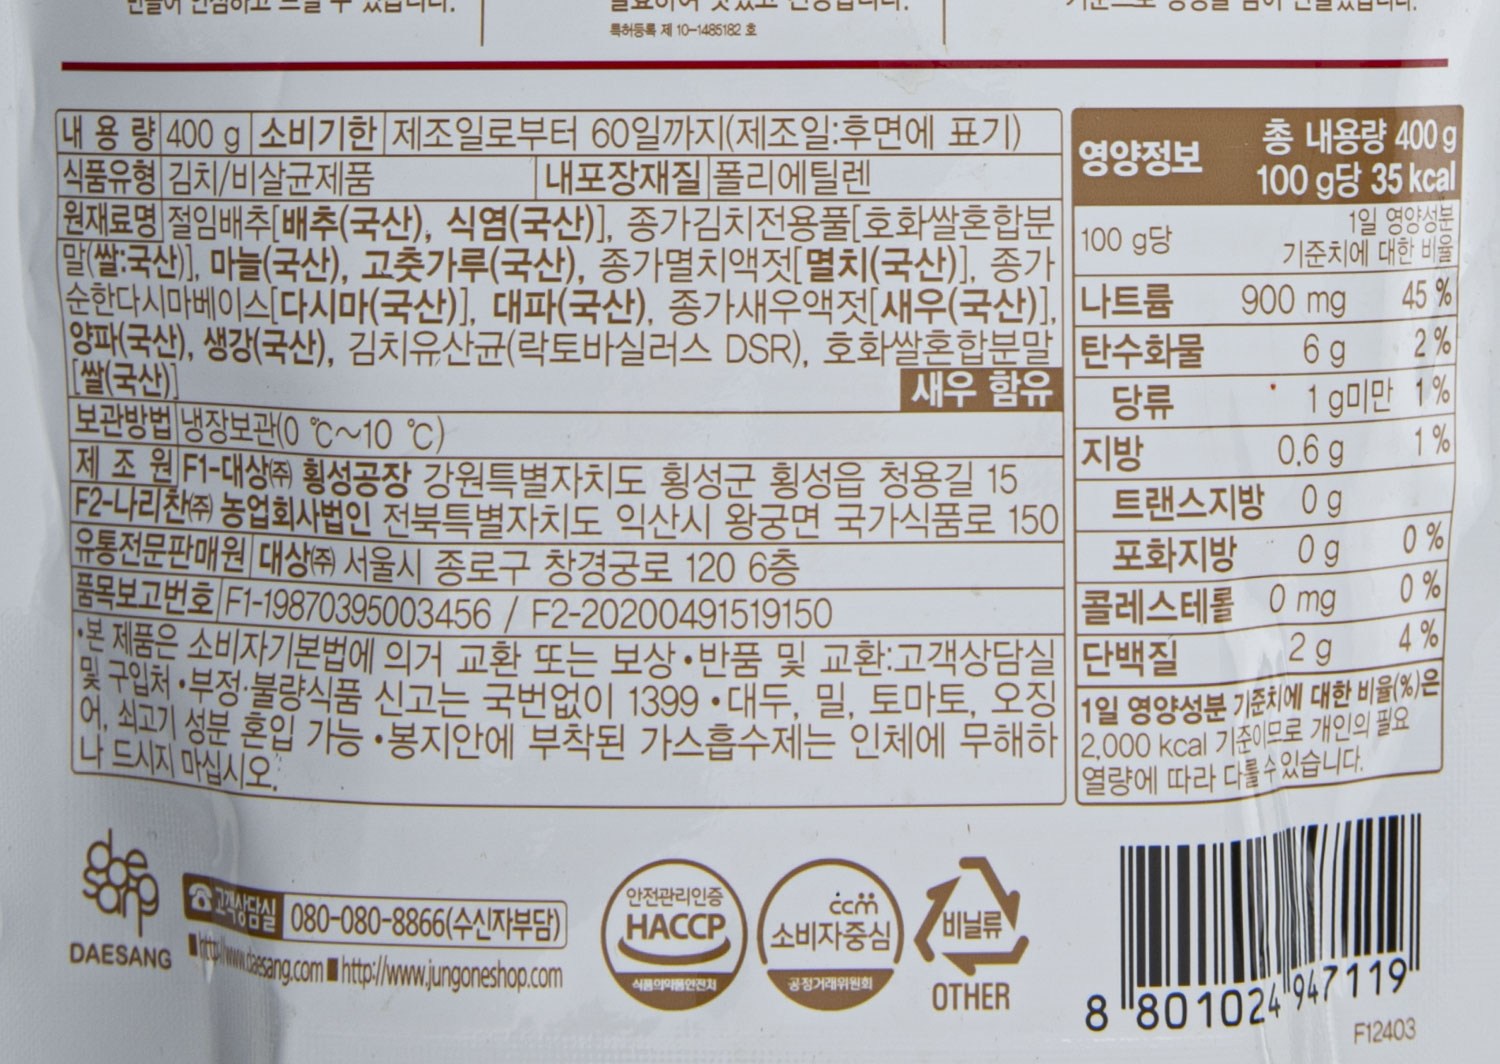 특허등록 제 10-1485182 호
내 용 량 400 g 소비기한 제조일로부터 60일까지(제조일:후면에 표기)
식품유형 김치/비살균제품 내포장재질 폴리에틸렌
원재료명 절임배추[배추(국산), 식염(국산)], 종가김치전용풀[호화쌀혼합분
말(쌀:국산)], 마늘(국산), 고춧가루(국산), 종가멸치액젓[멸치(국산)], 종가
순한다시마베이스[다시마(국산)], 대파(국산), 종가새우액젓[새우(국산)],
양파(국산), 생강(국산), 김치유산균(락토바실러스 DSR), 호화쌀혼합분말
[쌀(국산)]
새우 함유
보관방법 냉장보관(0 ℃~10 ℃)
제 조 원 F1-대상㈜ 횡성공장 강원특별자치도 횡성군 횡성읍 청용길 15
F2-나리찬㈜ 농업회사법인 전북특별자치도 익산시 왕궁면 국가식품로 150
유통전문판매원 대상㈜ 서울시 종로구 창경궁로 120 6층
품목보고번호 F1-19870395003456 / F2-20200491519150
•본 제품은 소비자기본법에 의거 교환 또는 보상•반품 및 교환:고객상담실
및 구입처 •부정·불량식품 신고는 국번없이 1399 •대두, 밀, 토마토, 오징
어, 쇠고기 성분 혼입 가능 •봉지안에 부착된 가스흡수제는 인체에 무해하
나 드시지 마십시오.
영양정보 총 내용량 400 g
100 g당 35 kcal
100 g당 1일 영양성분
기준치에 대한 비율
나트륨 900 mg 45 %
탄수화물 6 g 2 %
당류 1 g미만 1 %
지방 0.6 g 1 %
트랜스지방 0 g
포화지방 0 g 0 %
콜레스테롤 0 mg 0 %
단백질 2 g 4 %
1일 영양성분 기준치에 대한 비율(%)은
2,000 kcal 기준이므로 개인의 필요
열량에 따라 다를 수 있습니다.
daesang
DAESANG
고객상담실 080-080-8866(수신자부담)
http://www.daesang.com http://www.jungoneshop.com
안전관리인증
HACCP
식품의약품안전처
ccm
소비자중심
공정거래위원회
비닐류
OTHER
8 801024 947119
F12403